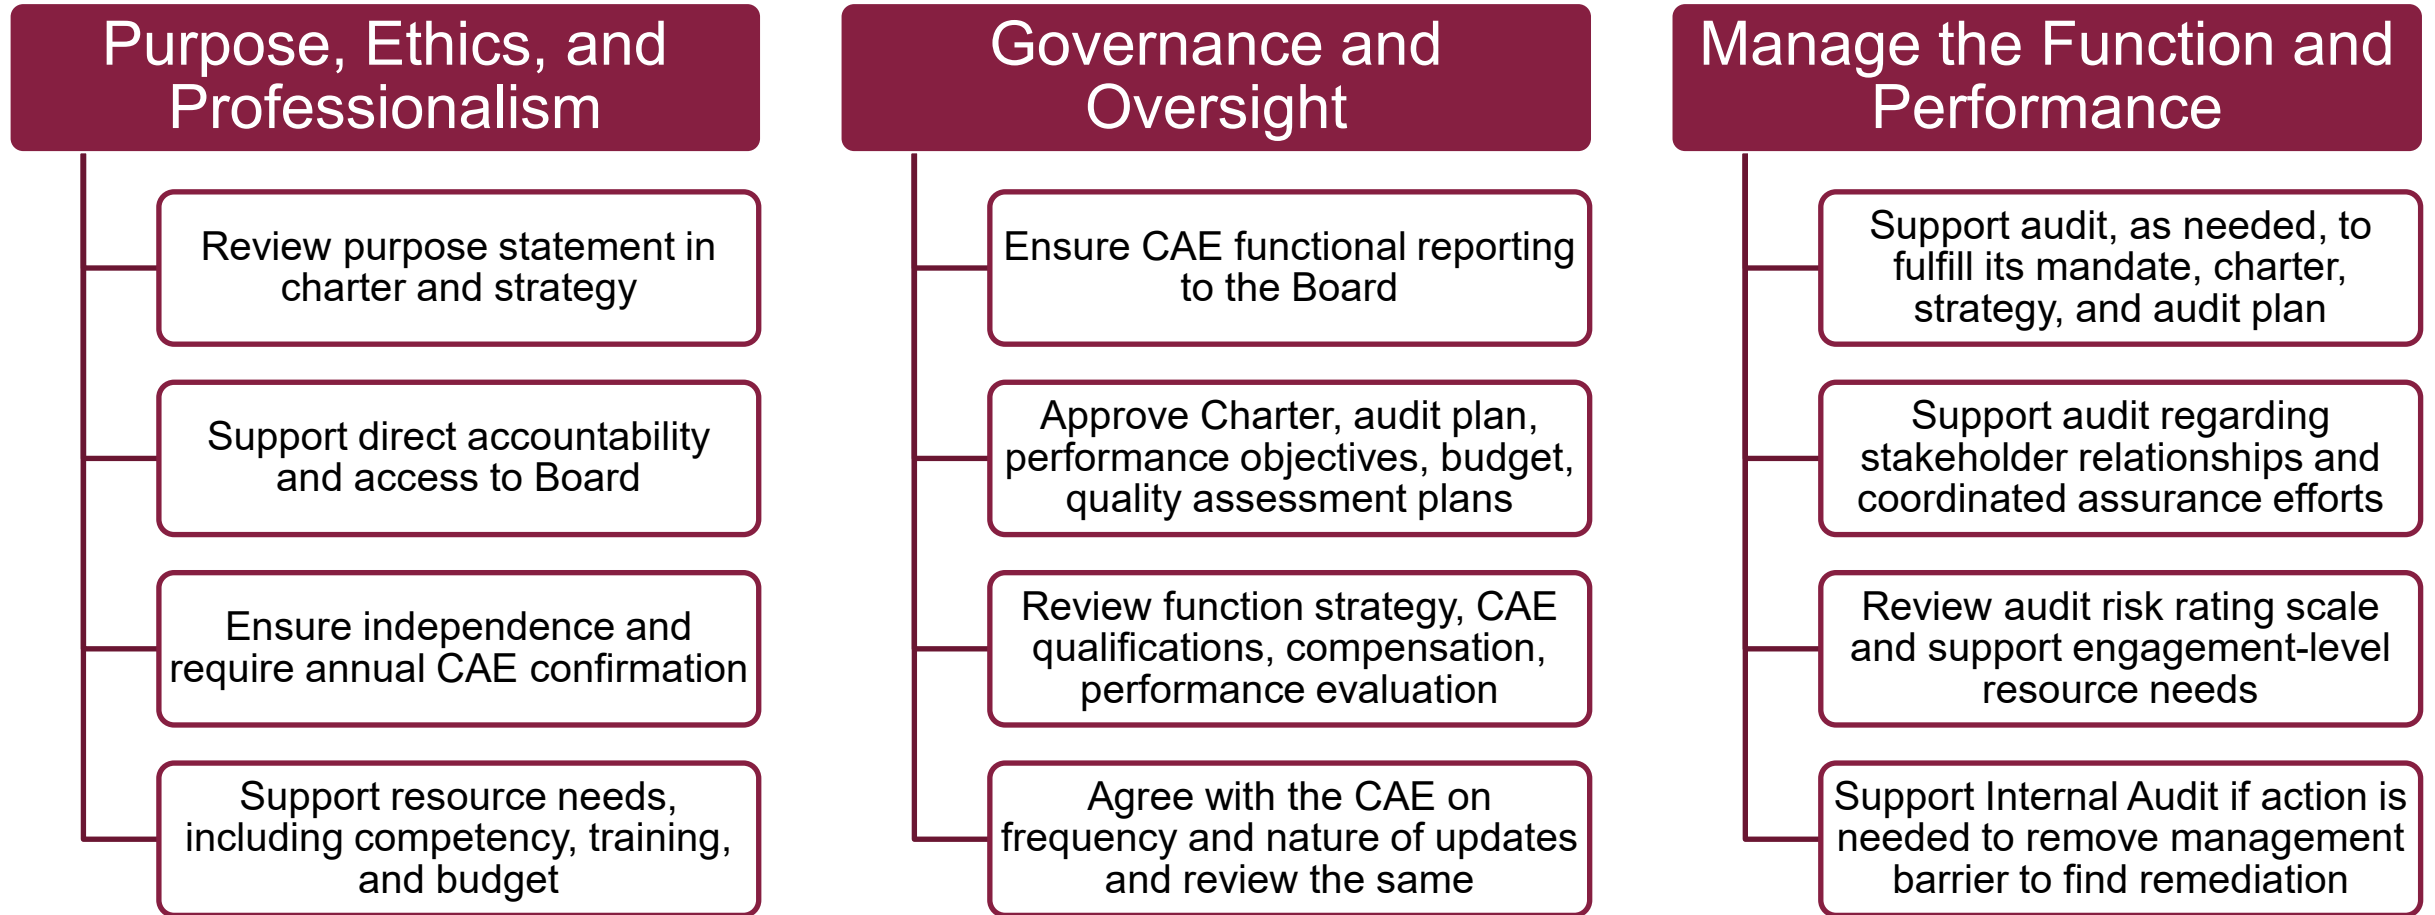 Purpose, Ethics, and
Professionalism
Review purpose statement in
charter and strategy
Support direct accountability
and access to Board
Ensure independence and
require annual CAE confirmation
Support resource needs,
including competency, training,
and budget
Governance and
Oversight
Ensure CAE functional reporting
to the Board
Approve Charter, audit plan,
performance objectives, budget,
quality assessment plans
Review function strategy, CAE
qualifications, compensation,
performance evaluation
Agree with the CAE on
frequency and nature of updates
and review the same
Manage the Function and
Performance
Support audit, as needed, to
fulfill its mandate, charter,
strategy, and audit plan
Support audit regarding
stakeholder relationships and
coordinated assurance efforts
Review audit risk rating scale
and support engagement-level
resource needs
Support Internal Audit if action is
needed to remove management
barrier to find remediation